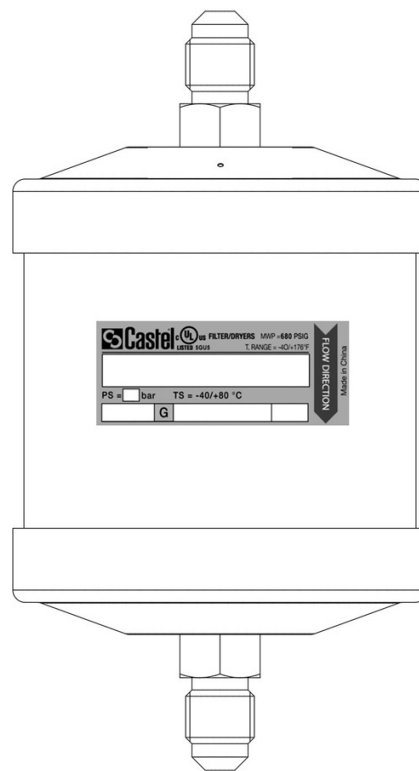 Castel c UL us FILTER/DRYERS MWP =680 PSIG
LISTED SGUS T. RANGE = -40/+176°F
PS = bar TS = -40/+80 °C
G
FLOW DIRECTION
Made in China